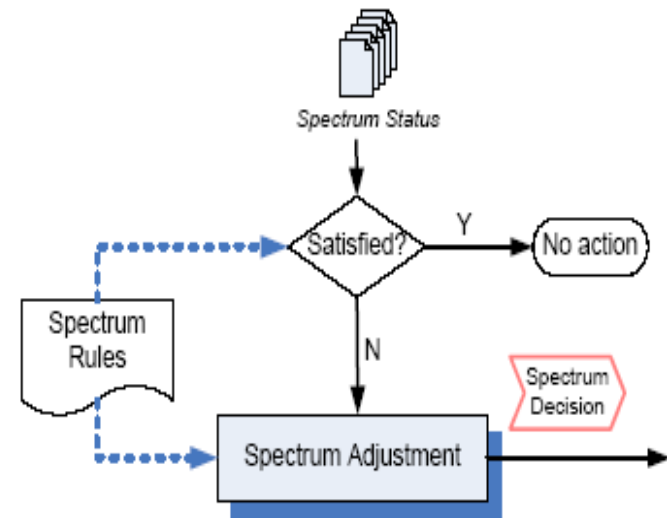 Spectrum Status
Satisfied?
Y
No action
Spectrum
Rules
N
Spectrum
Decision
Spectrum Adjustment